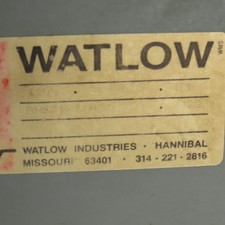 WATLOW
WATLOW INDUSTRIES · HANNIBAL
MISSOURI 63401 · 314 - 221 - 2816